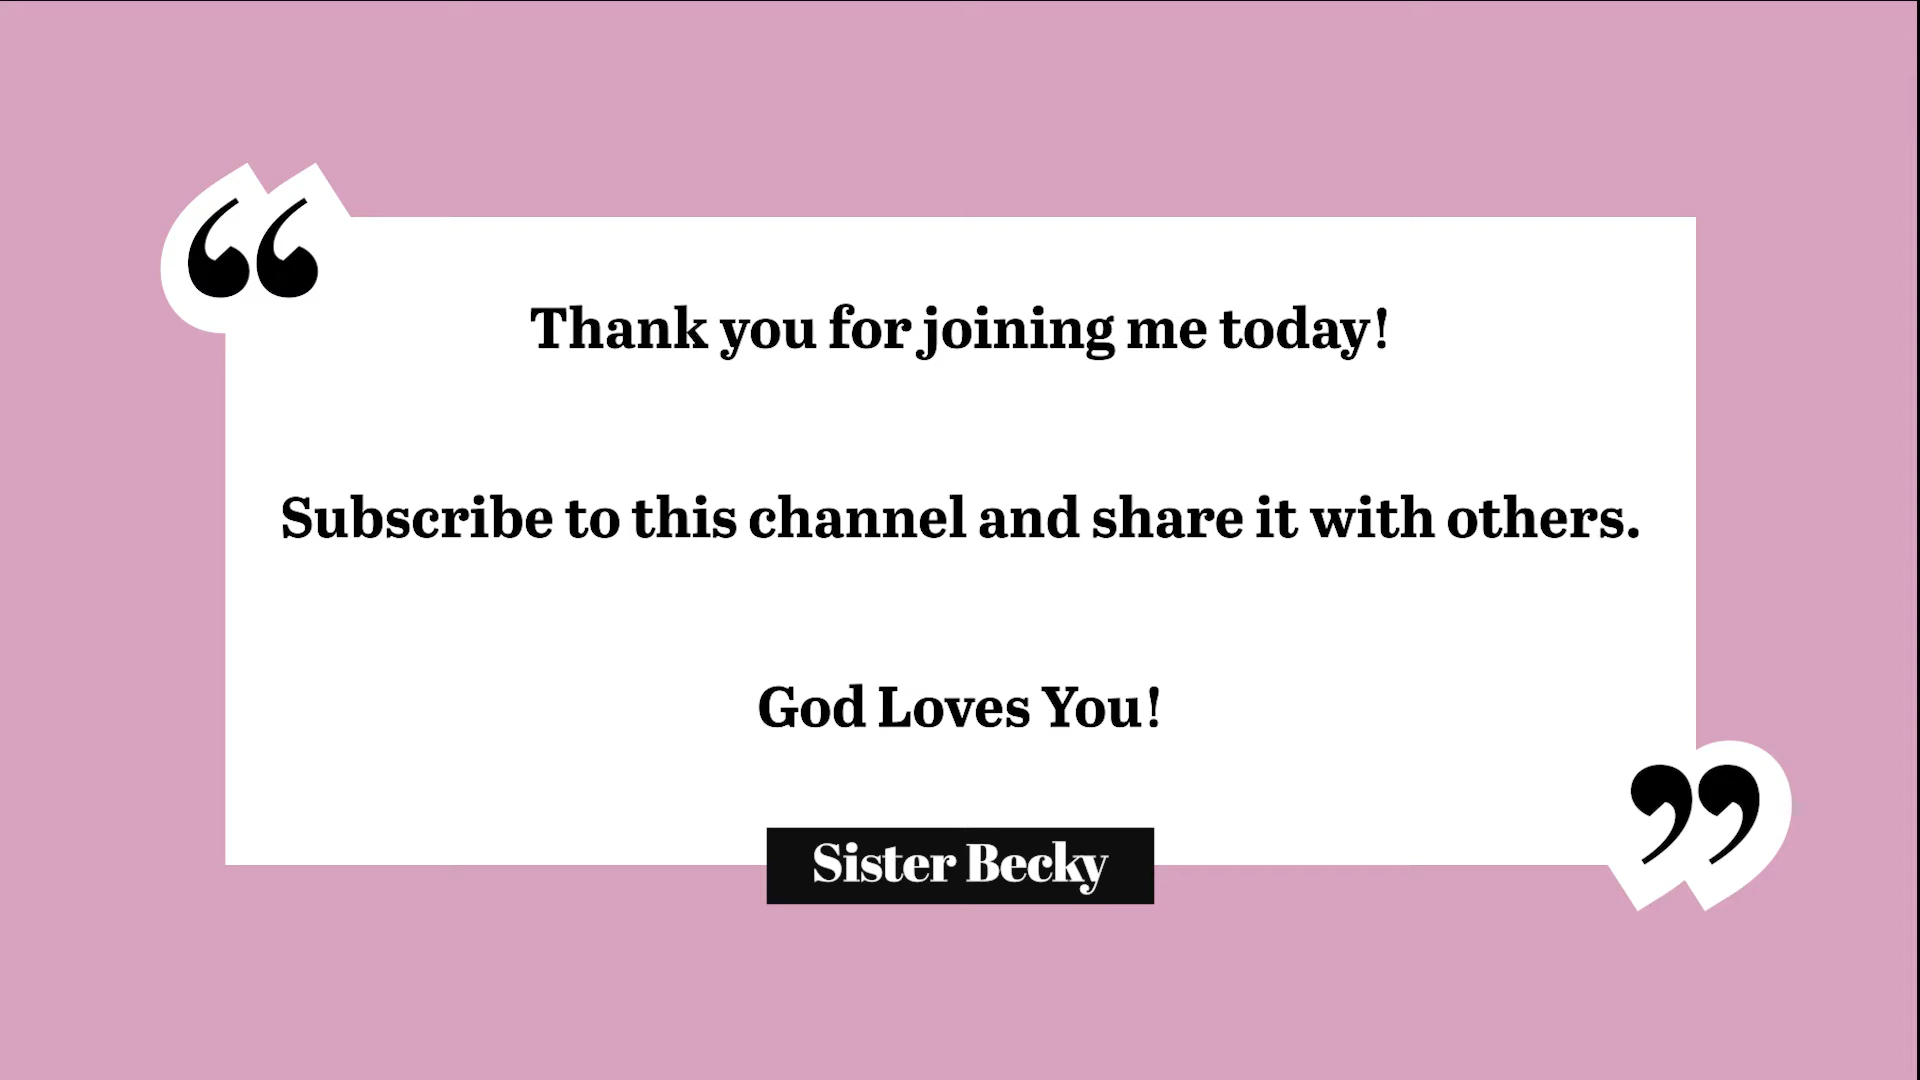 Thank you for joining me today!
Subscribe to this channel and share it with others.
God Loves You!
Sister Becky